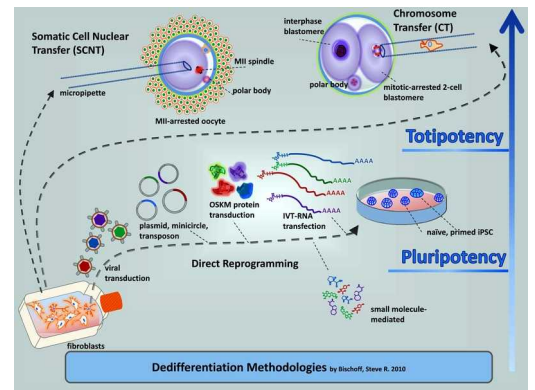 Somatic Cell Nuclear
Transfer (SCNT)
micropipette
MII spindle
polar body
MII-arrested oocyte
interphase
blastomere
Chromosome
Transfer (CT)
polar body
mitotic-arrested 2-cell
blastomere
Totipotency
plasmid, minicircle,
transposon
OSKM protein
transduction
AAAA
AAAA
AAAA
AAAA
IVT-RNA
transfection
naïve, primed iPSC
viral
transduction
Direct Reprogramming
Pluripotency
small molecule-
mediated
fibroblasts
Dedifferentiation Methodologies by Bischoff, Steve R. 2010